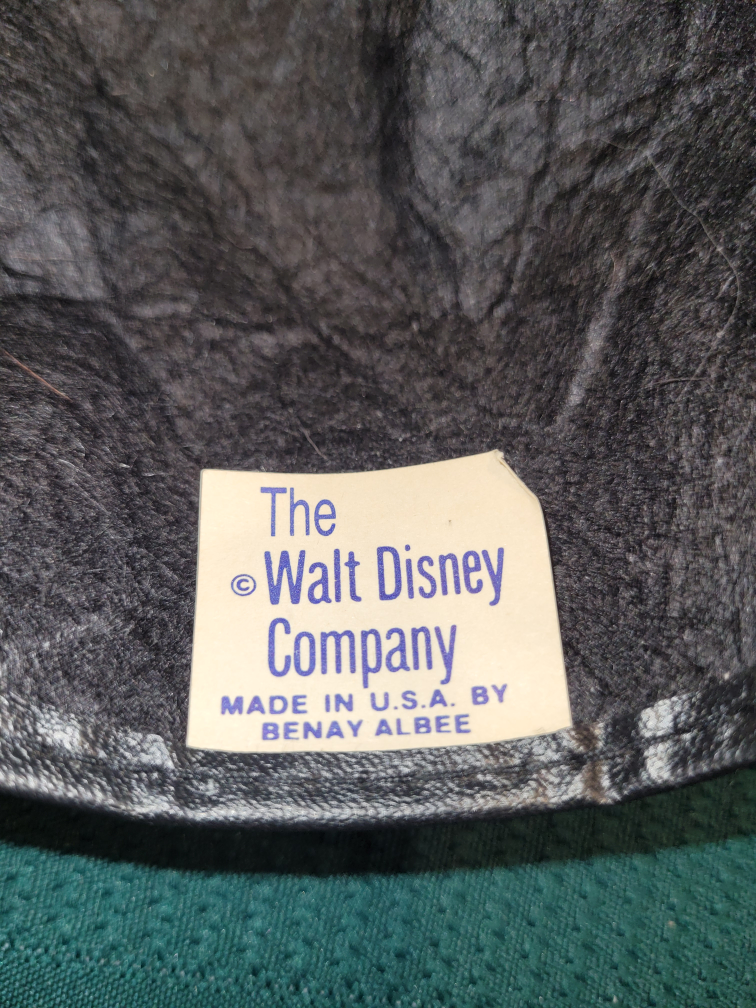 The
© Walt Disney
Company
MADE IN U.S.A. BY
BENAY ALBEE